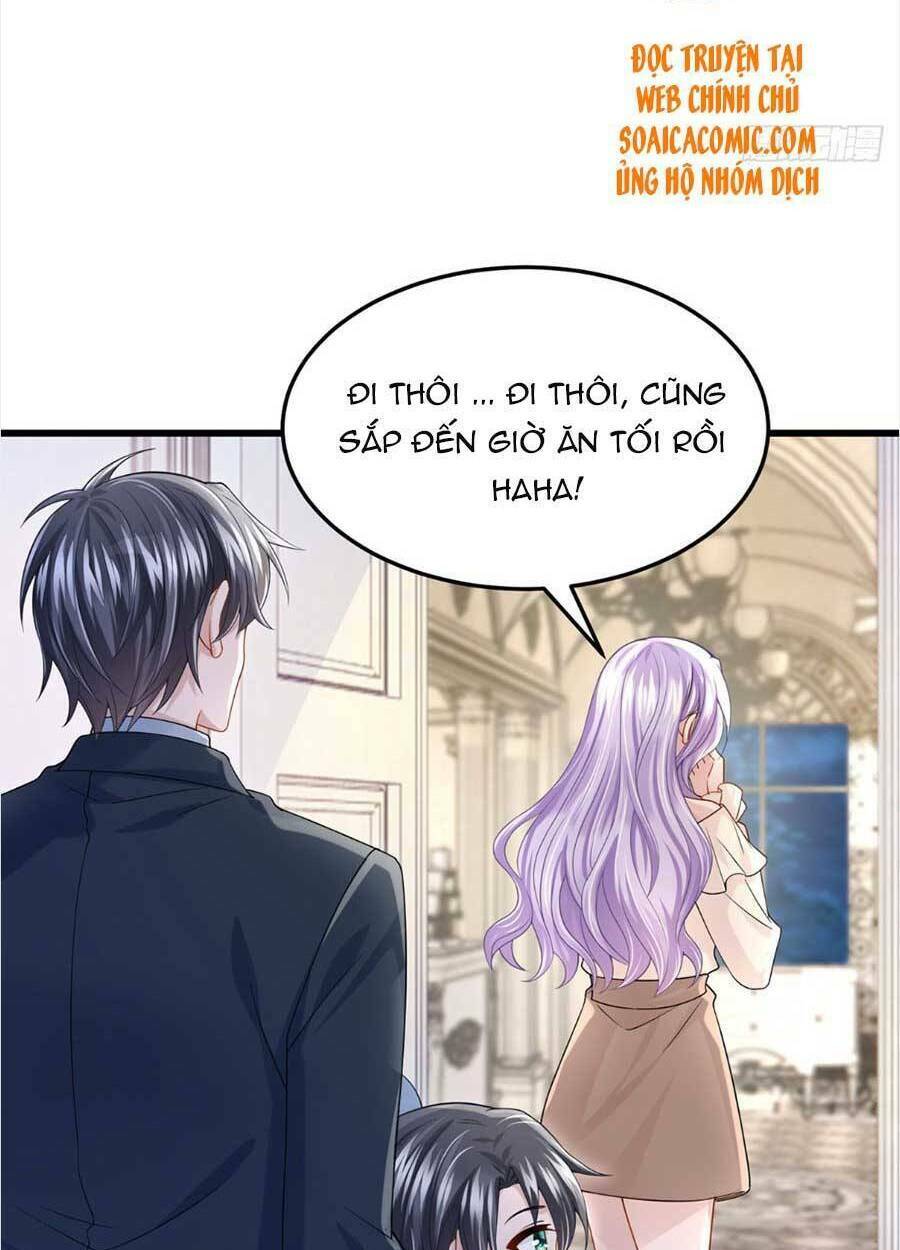 ĐỌC TRUYỆN TẠI
WEB CHÍNH CHỦ
SOAICACOMIC.COM
ỦNG HỘ NHÓM DỊCH
ĐI THÔI ... ĐI THÔI, CŨNG
SẮP ĐẾN GIỜ ĂN TỐI RỒI
HAHA!